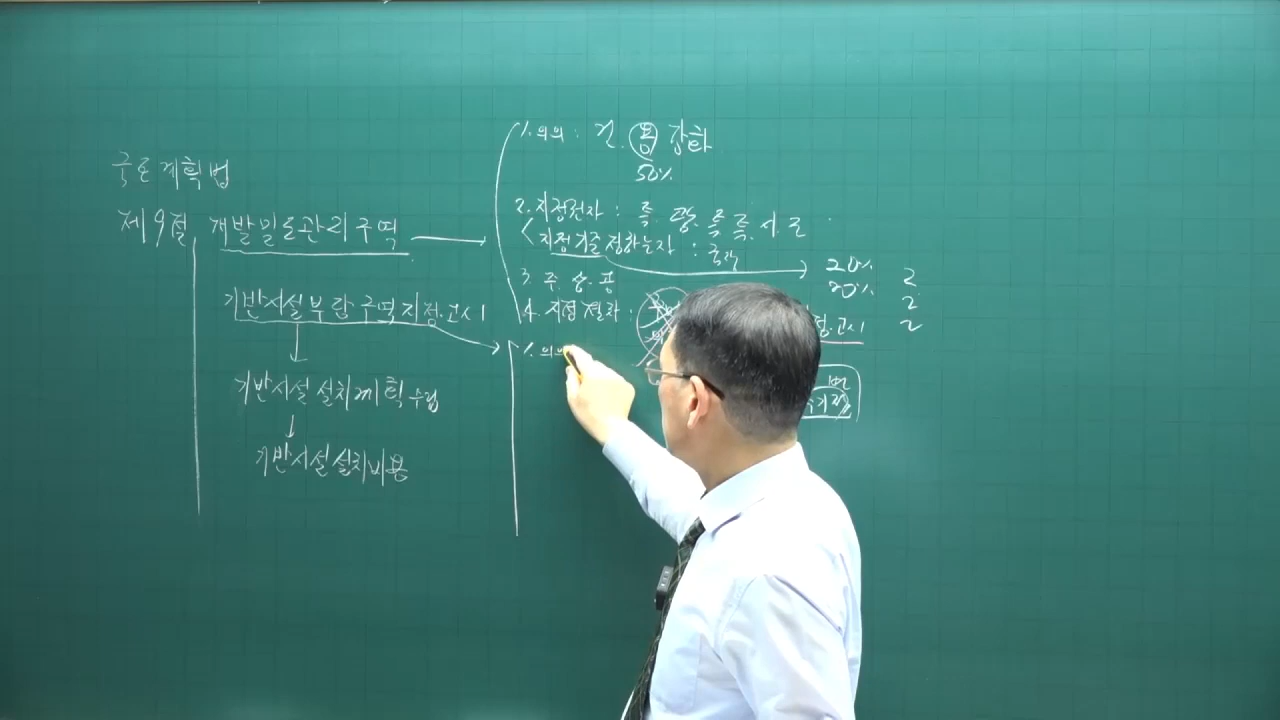 국토계획법
제9절 개발밀도관리구역
기반시설부담구역지정.고시
기반시설설치계획수립
기반시설설치비용
1. 의의 : 건. 용 강화
50%
2. 지정권자 : 특. 광. 특. 특. 시. 군
지정기준 정하는자 : 국장
20%
20%
2
2
2
3. 주. 상. 공
4. 지정절차 :
정.고시
1. 의의
번